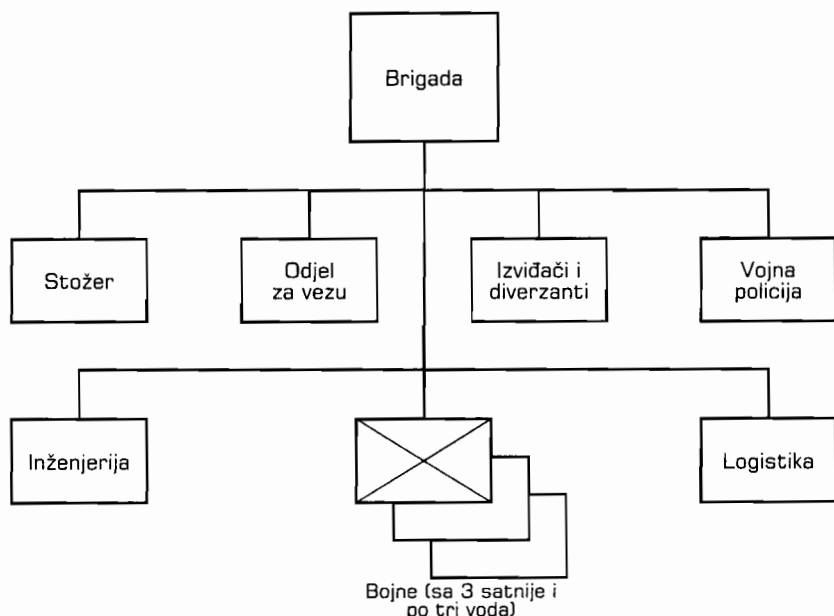 Brigada
Stožer
Odjel
za vezu
Izviđači i
diverzanti
Vojna
policija
Inženjerija
Logistika
Bojne (sa 3 satnije i
po tri voda)